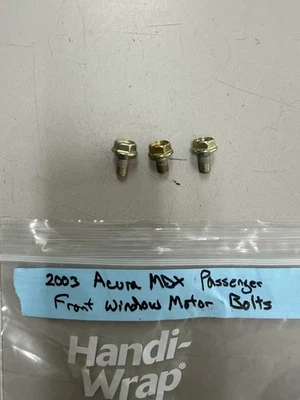 2003 Acura MDX Passenger
Front Window Motor Bolts
Handi-
Wrap®